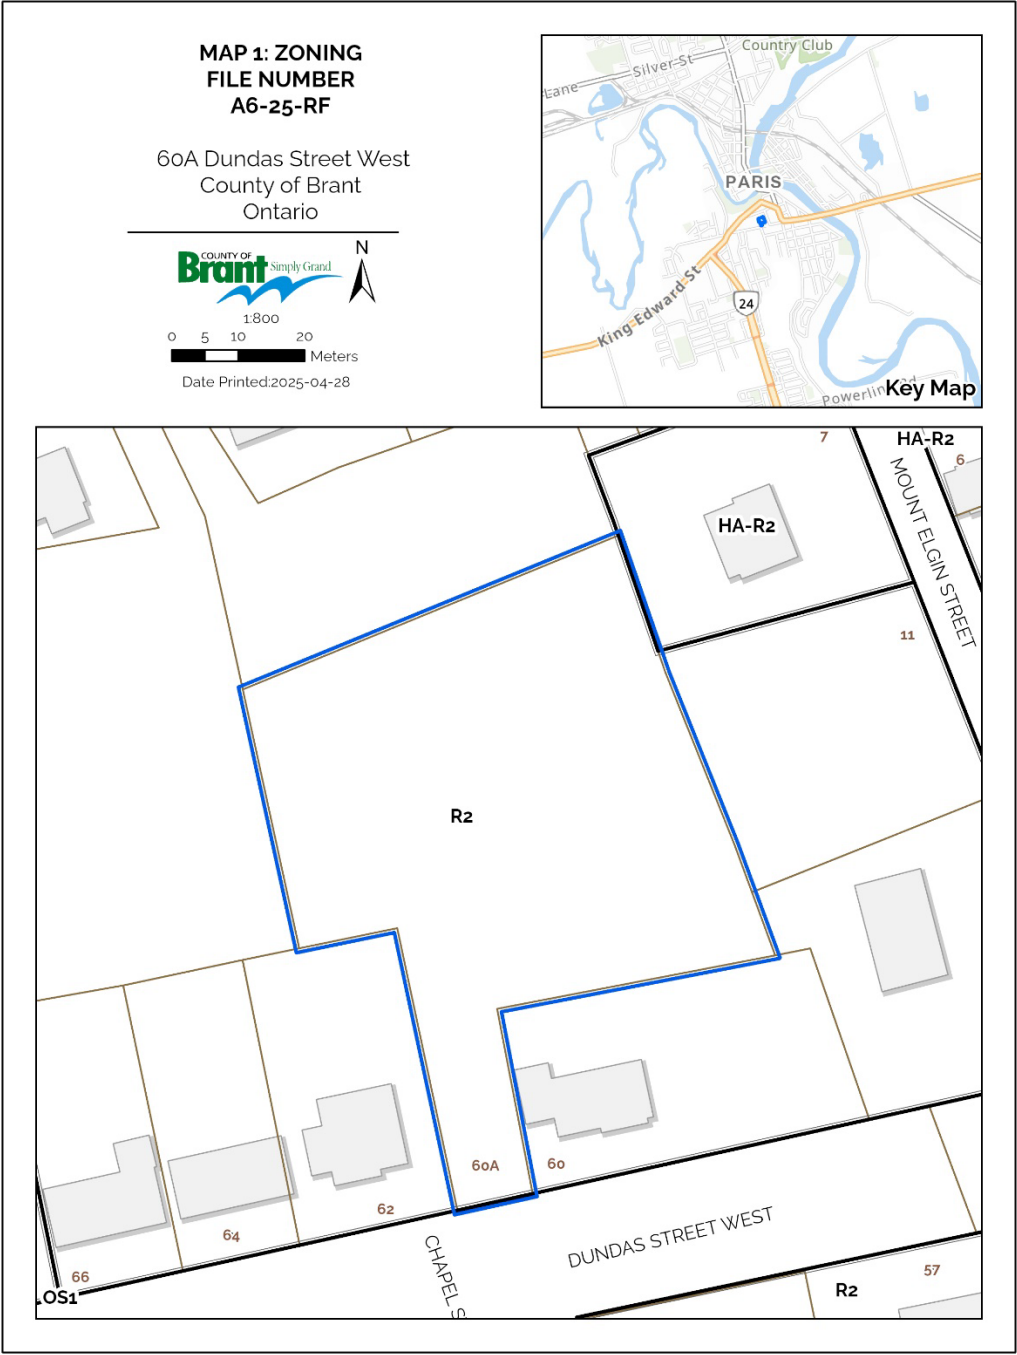 MAP 1: ZONING
FILE NUMBER
A6-25-RF
60A Dundas Street West
County of Brant
Ontario
COUNTY OF
Brant Simply Grand
N
1:800
0 5 10 20
Meters
Date Printed:2025-04-28
Country Club
Silver St
Lane
PARIS
King Edward St
24
Powerline Rd
Key Map
7
HA-R2
6
MOUNT ELGIN STREET
HA-R2
11
R2
60A
60
62
64
66
OS1
CHAPEL S
DUNDAS STREET WEST
57
R2